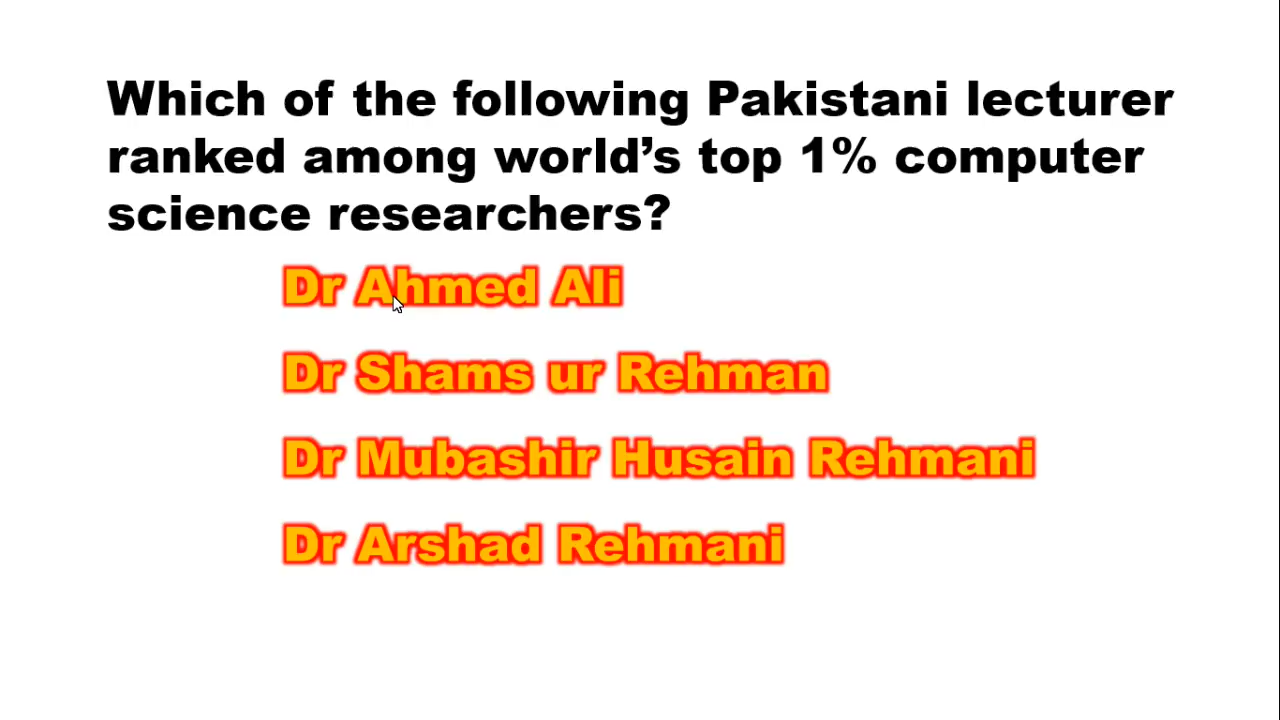 Which of the following Pakistani lecturer
ranked among world’s top 1% computer
science researchers?
Dr Ahmed Ali
Dr Shams ur Rehman
Dr Mubashir Husain Rehmani
Dr Arshad Rehmani